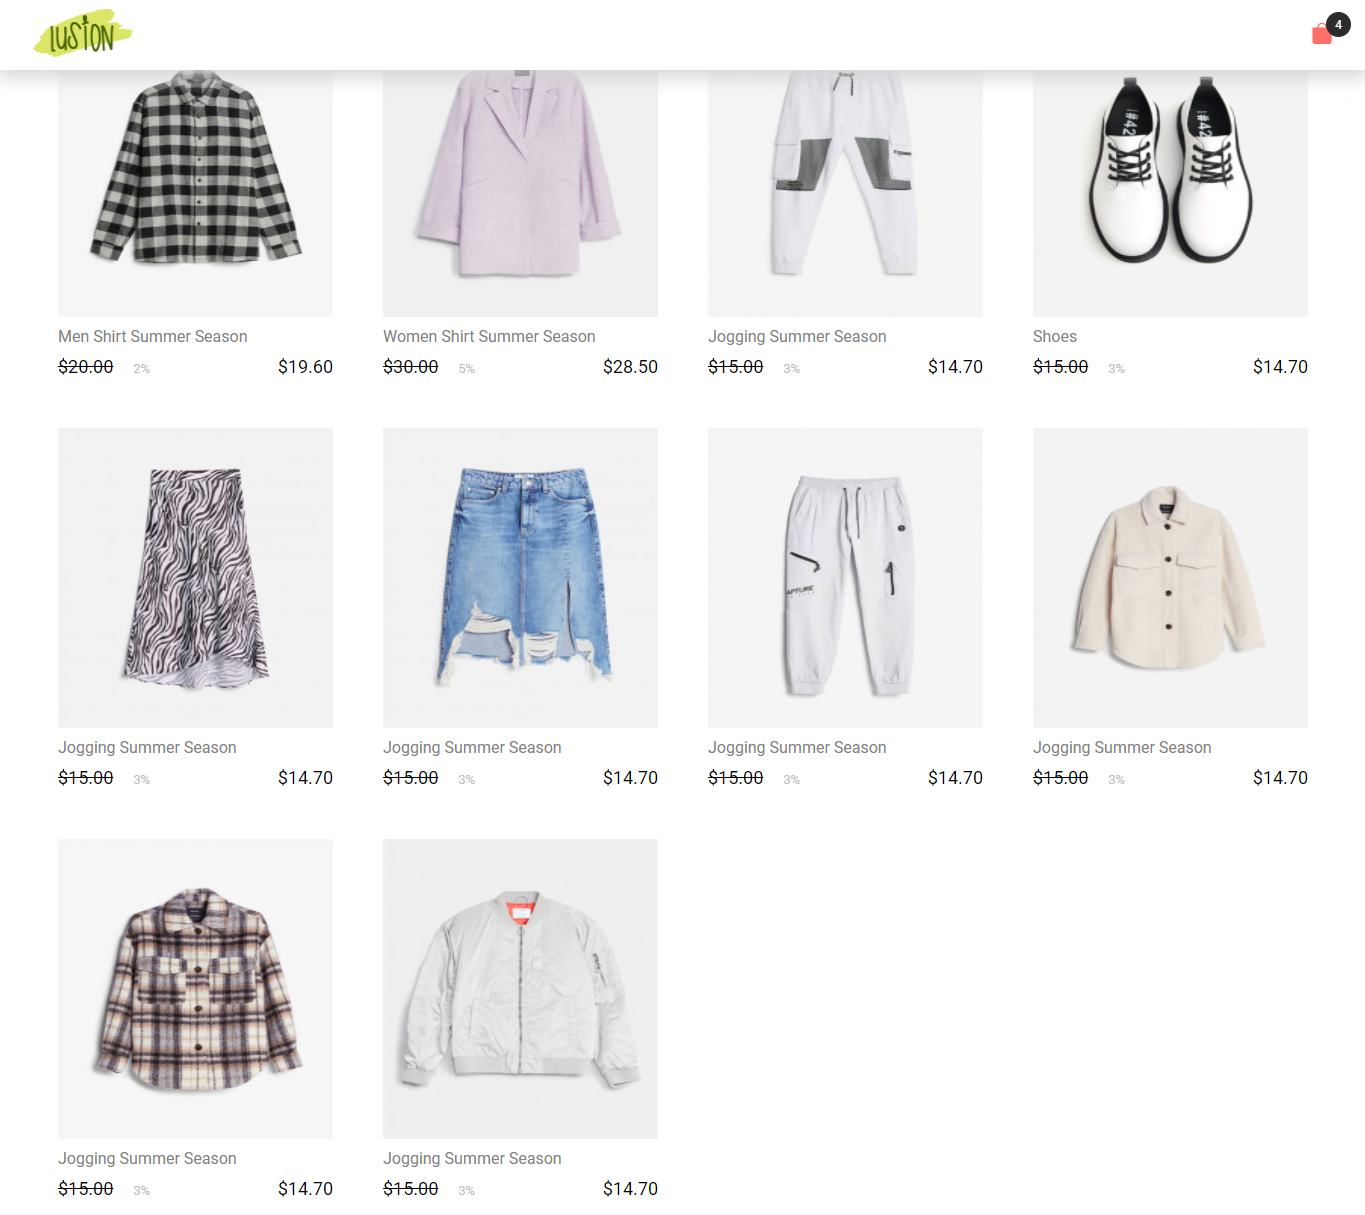 LUSION
4
#42
Men Shirt Summer Season
$20.00 2% $19.60
Women Shirt Summer Season
$30.00 5% $28.50
Jogging Summer Season
$15.00 3% $14.70
Shoes
$15.00 3% $14.70
APTURE
Jogging Summer Season
$15.00 3% $14.70
Jogging Summer Season
$15.00 3% $14.70
Jogging Summer Season
$15.00 3% $14.70
Jogging Summer Season
$15.00 3% $14.70
Jogging Summer Season
$15.00 3% $14.70
Jogging Summer Season
$15.00 3% $14.70